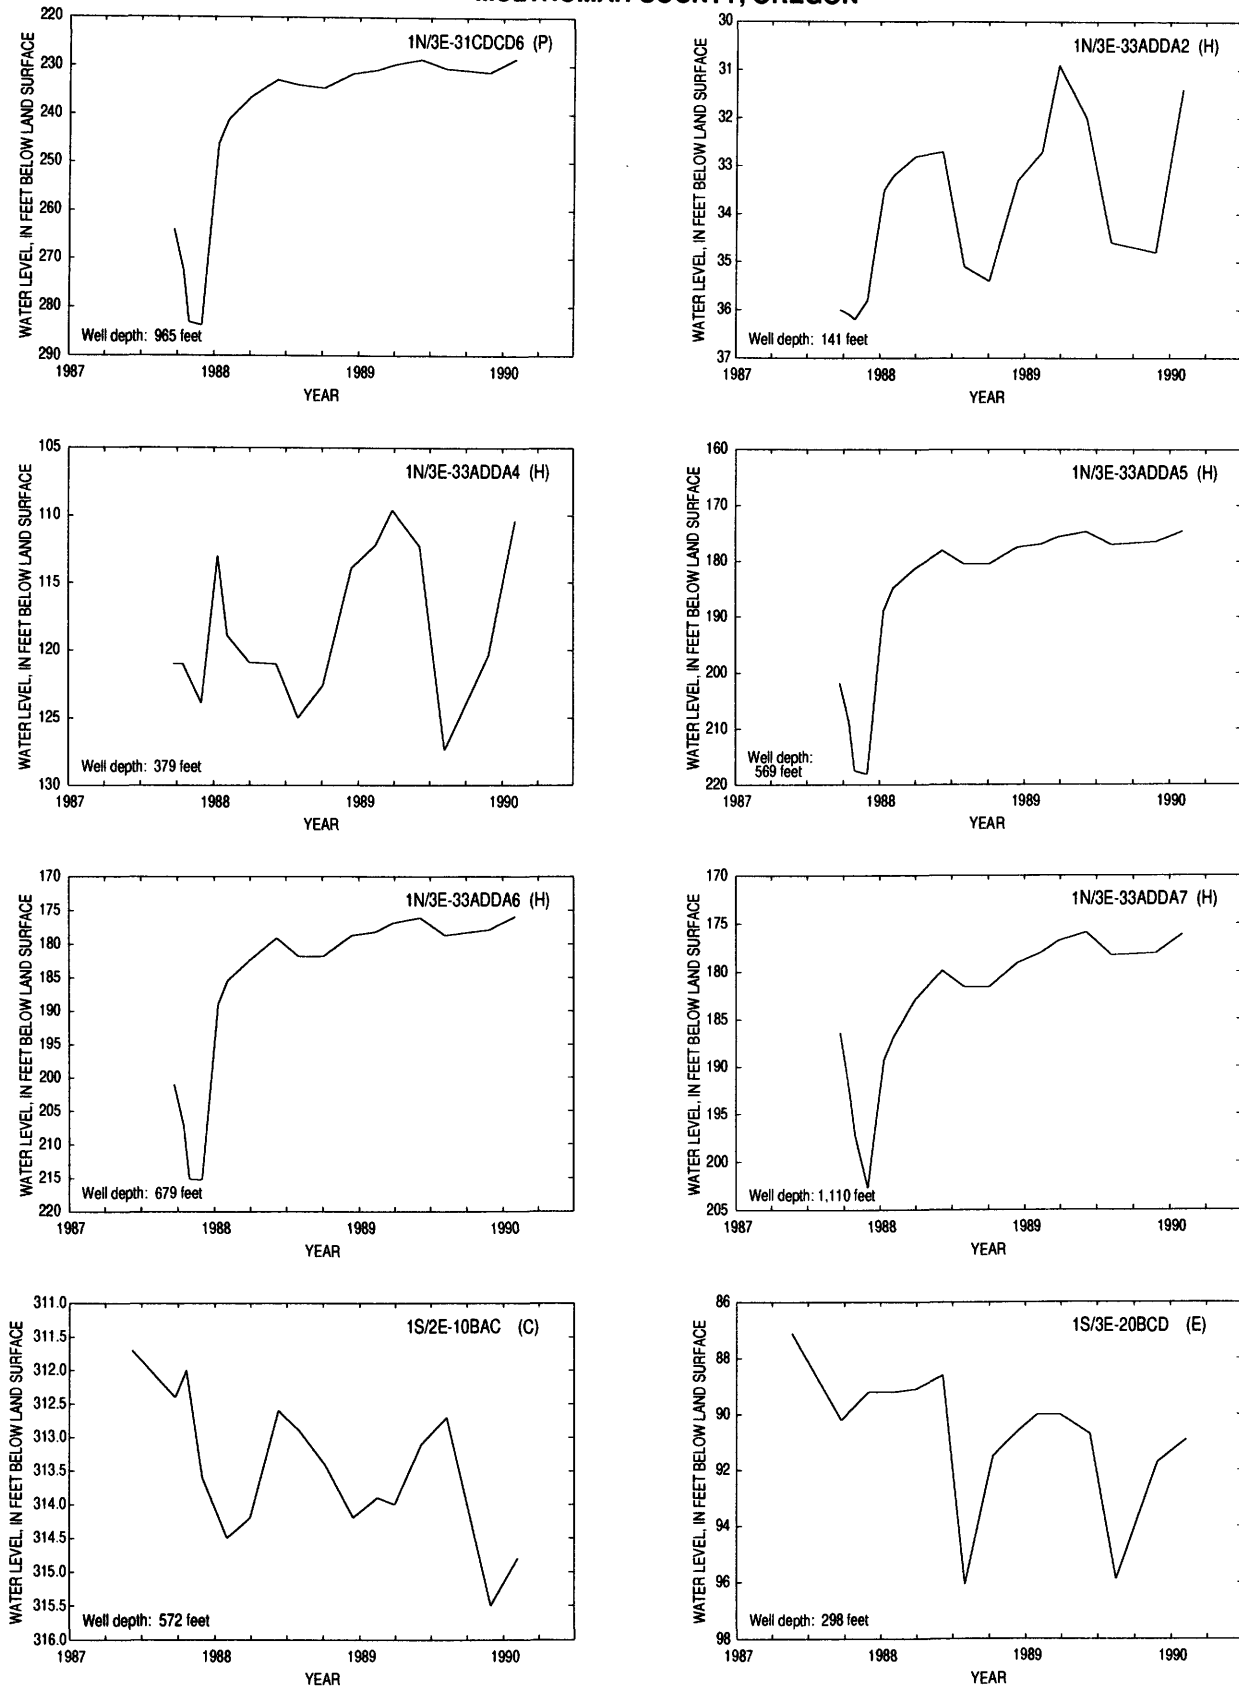 MULTNOMAH COUNTY, OREGON
WATER LEVEL, IN FEET BELOW LAND SURFACE
220
230
240
250
260
270
280
290
1N/3E-31CDCD6 (P)
Well depth: 965 feet
1987
1988
1989
1990
YEAR
WATER LEVEL, IN FEET BELOW LAND SURFACE
30
31
32
33
34
35
36
37
1N/3E-33ADDA2 (H)
Well depth: 141 feet
1987
1988
1989
1990
YEAR
WATER LEVEL, IN FEET BELOW LAND SURFACE
105
110
115
120
125
130
1N/3E-33ADDA4 (H)
Well depth: 379 feet
1987
1988
1989
1990
YEAR
WATER LEVEL, IN FEET BELOW LAND SURFACE
160
170
180
190
200
210
220
1N/3E-33ADDA5 (H)
Well depth:
569 feet
1987
1988
1989
1990
YEAR
WATER LEVEL, IN FEET BELOW LAND SURFACE
170
175
180
185
190
195
200
205
210
215
220
1N/3E-33ADDA6 (H)
Well depth: 679 feet
1987
1988
1989
1990
YEAR
WATER LEVEL, IN FEET BELOW LAND SURFACE
170
175
180
185
190
195
200
205
1N/3E-33ADDA7 (H)
Well depth: 1,110 feet
1987
1988
1989
1990
YEAR
WATER LEVEL, IN FEET BELOW LAND SURFACE
311.0
311.5
312.0
312.5
313.0
313.5
314.0
314.5
315.0
315.5
316.0
1S/2E-10BAC (C)
Well depth: 572 feet
1987
1988
1989
1990
YEAR
WATER LEVEL, IN FEET BELOW LAND SURFACE
86
88
90
92
94
96
98
1S/3E-20BCD (E)
Well depth: 298 feet
1987
1988
1989
1990
YEAR